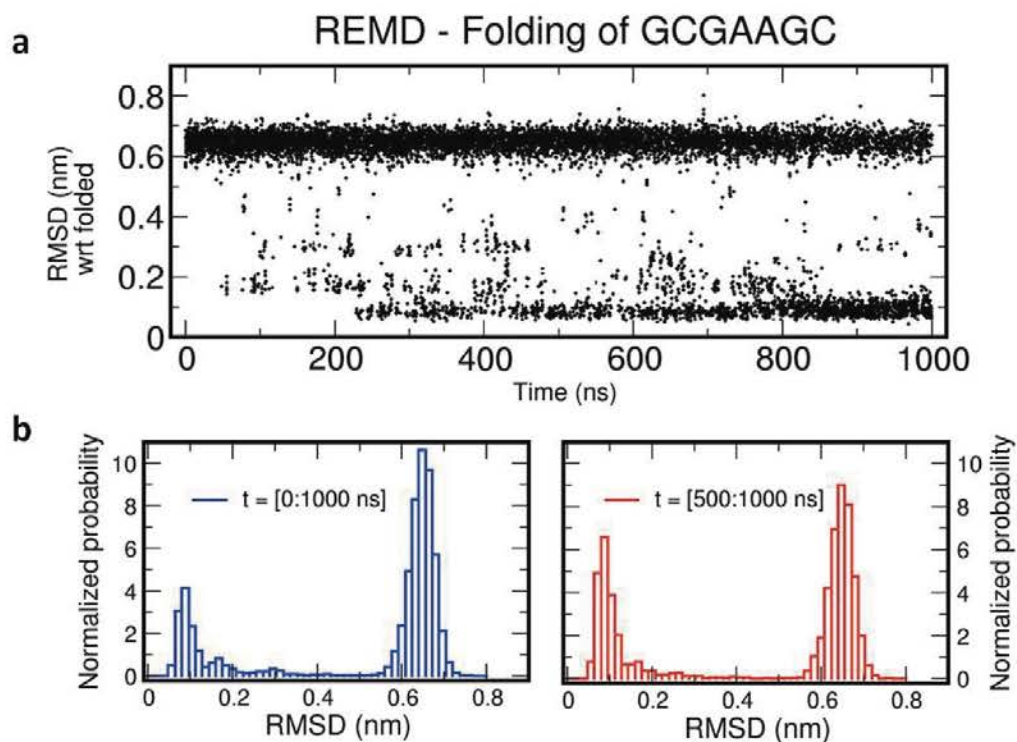 a
REMD - Folding of GCGAAGC
RMSD (nm)
wrt folded
0.8
0.6
0.4
0.2
0
0 200 400 600 800 1000
Time (ns)
b
Normalized probability
10
8
6
4
2
0
t = [0:1000 ns]
0 0.2 0.4 0.6 0.8
RMSD (nm)
t = [500:1000 ns]
0 0.2 0.4 0.6 0.8
RMSD (nm)
10
8
6
4
2
0
Normalized probability